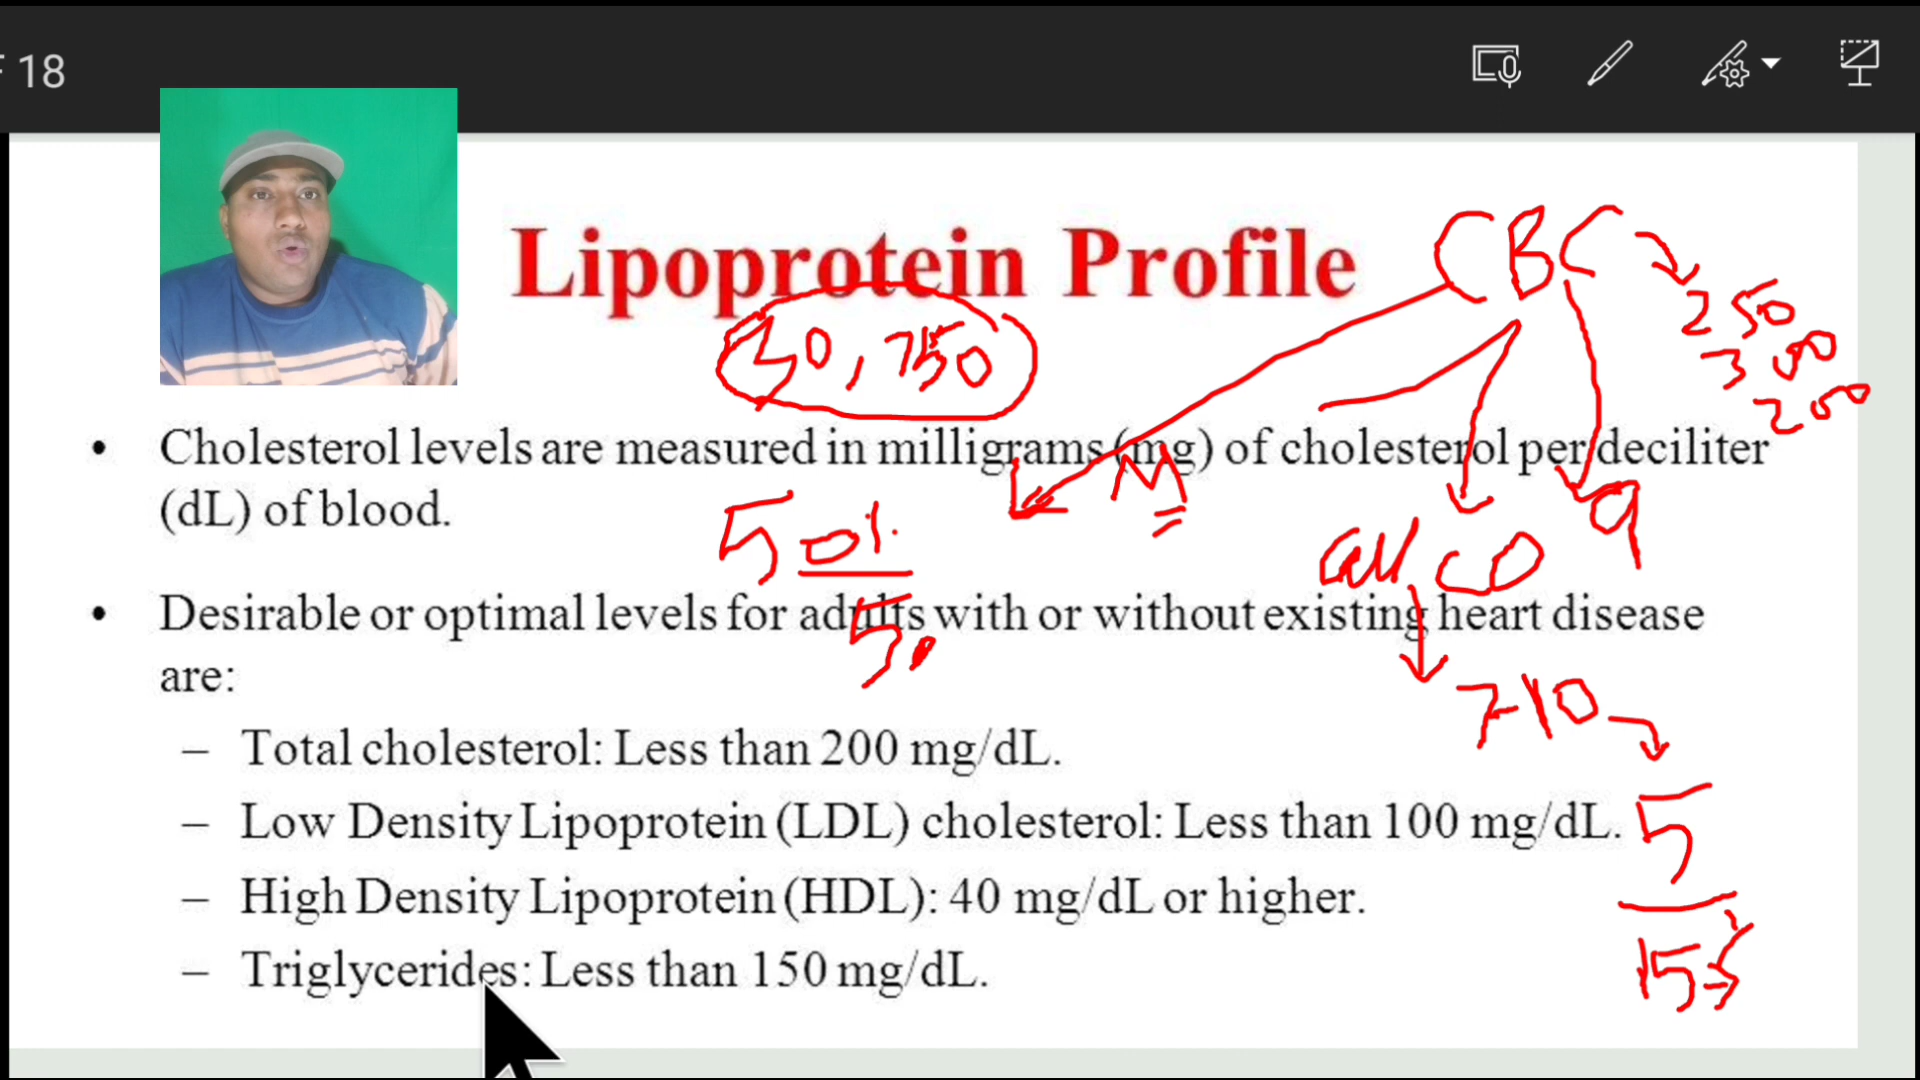 F 18
Lipoprotein Profile
CBC
250
300
200
30,750
• Cholesterol levels are measured in milligrams (mg) of cholesterol per deciliter
(dL) of blood.
M
50%
9
• Desirable or optimal levels for adults with or without existing heart disease
are:
5
710
– Total cholesterol: Less than 200 mg/dL.
– Low Density Lipoprotein (LDL) cholesterol: Less than 100 mg/dL.
5
– High Density Lipoprotein (HDL): 40 mg/dL or higher.
– Triglycerides: Less than 150 mg/dL.